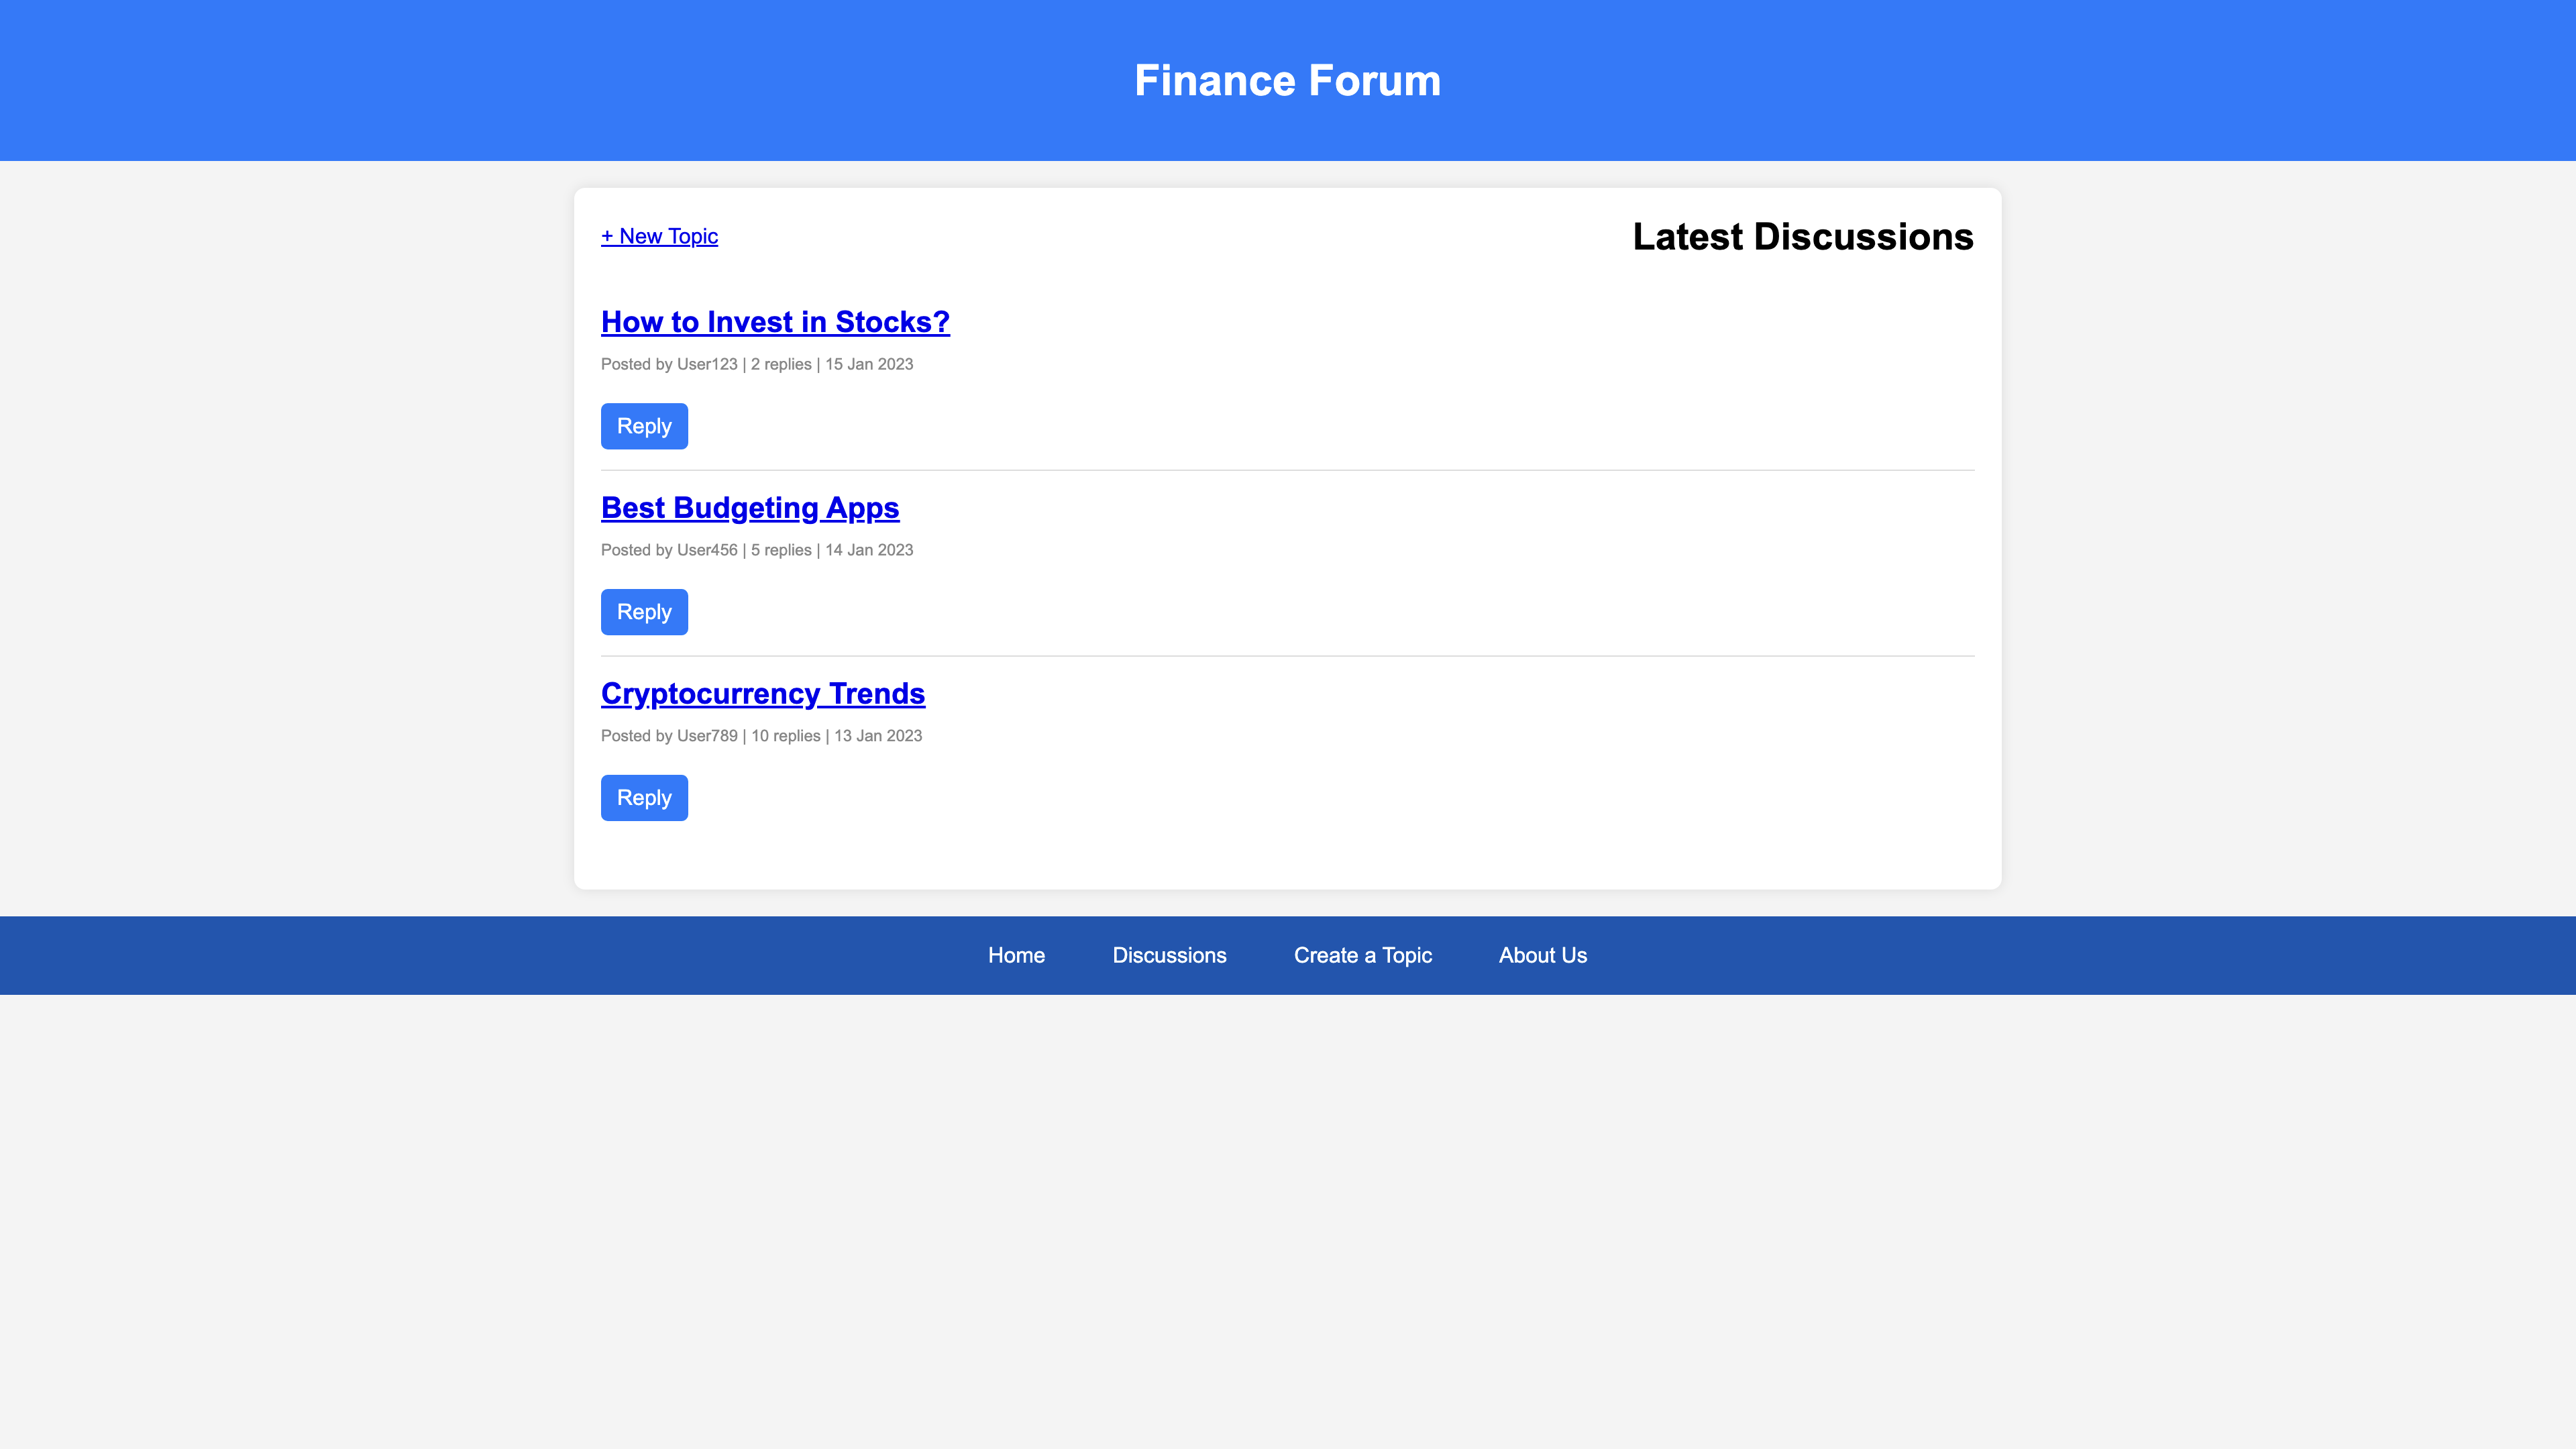 Finance Forum
+ New Topic
Latest Discussions
How to Invest in Stocks?
Posted by User123 | 2 replies | 15 Jan 2023
Reply
Best Budgeting Apps
Posted by User456 | 5 replies | 14 Jan 2023
Reply
Cryptocurrency Trends
Posted by User789 | 10 replies | 13 Jan 2023
Reply
Home Discussions Create a Topic About Us